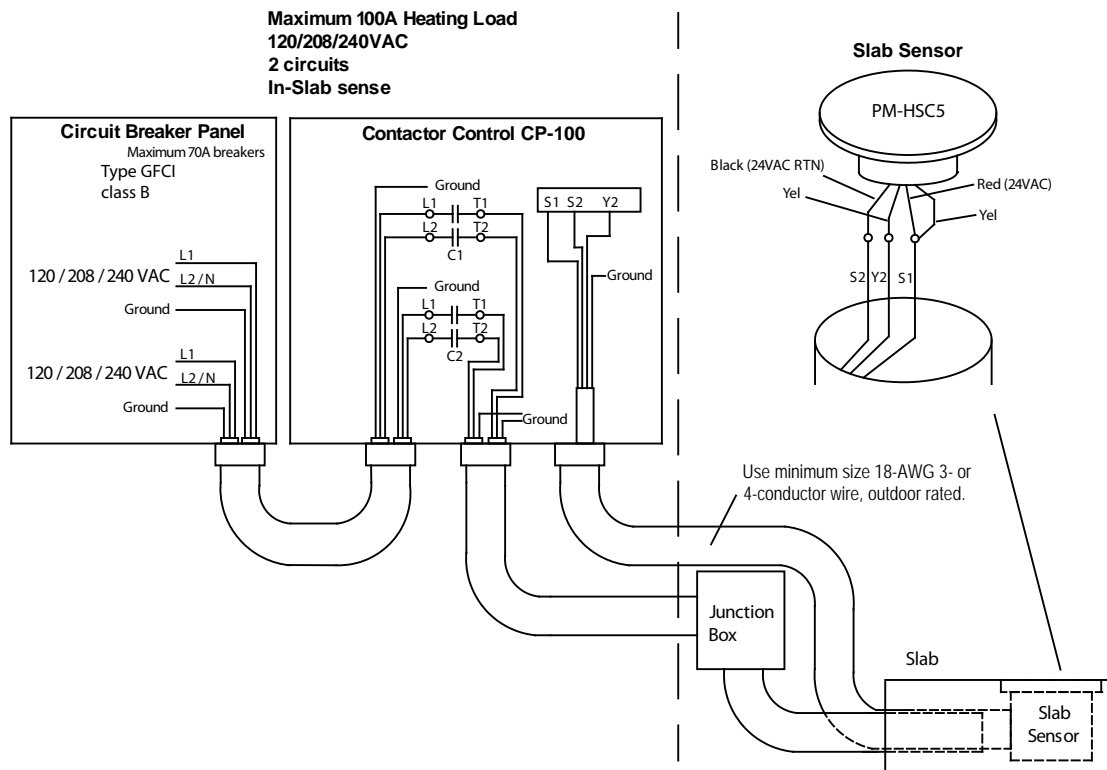 Maximum 100A Heating Load
120/208/240VAC
2 circuits
In-Slab sense
Circuit Breaker Panel
Maximum 70A breakers
Type GFCI
class B
L1
120 / 208 / 240 VAC
L2/N
Ground
L1
120 / 208 / 240 VAC
L2/N
Ground
Contactor Control CP-100
Ground
L1
T1
L2
T2
C1
Ground
L1
T1
L2
T2
C2
Ground
S1 S2 Y2
Ground
Slab Sensor
PM-HSC5
Black (24VAC RTN)
Yel
Red (24VAC)
Yel
S2 Y2 S1
Use minimum size 18-AWG 3- or
4-conductor wire, outdoor rated.
Junction
Box
Slab
Slab
Sensor